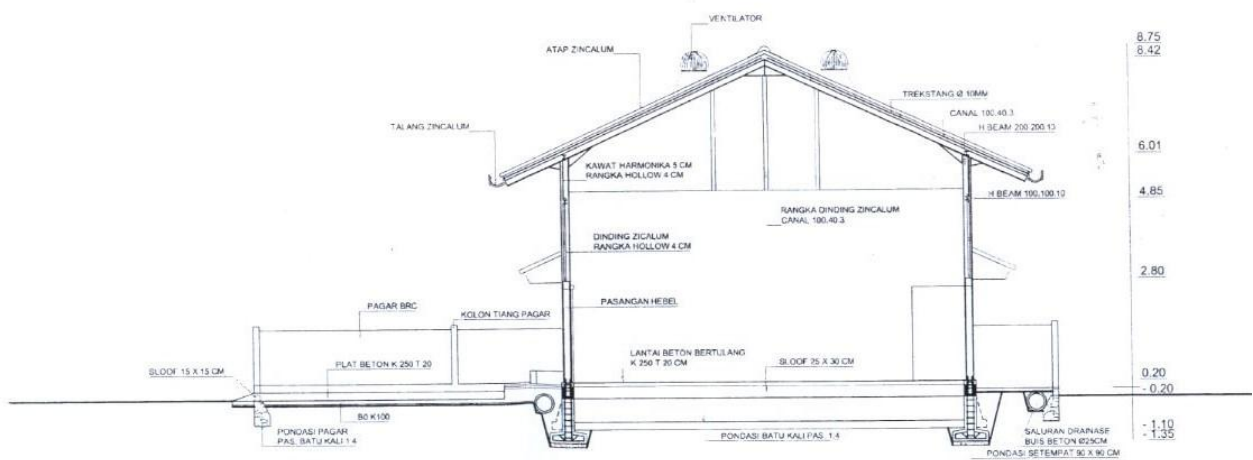 VENTILATOR
ATAP ZINCALUM
8.75
8.42
TREKSTANG Ø 10MM
CANAL 100.40.3
H BEAM 200.200.13
TALANG ZINCALUM
6.01
KAWAT HARMONIKA 5 CM
RANGKA HOLLOW 4 CM
4.85
H BEAM 100.100.10
RANGKA DINDING ZINCALUM
CANAL 100.40.3
DINDING ZICALUM
RANGKA HOLLOW 4 CM
2.80
PAGAR BRC
KOLON TIANG PAGAR
PASANGAN HEBEL
LANTAI BETON BERTULANG
K 250 T 20 CM
SLOOF 25 X 30 CM
PLAT BETON K 250 T 20
SLOOF 15 X 15 CM
0.20
- 0.20
B0 K100
PONDASI PAGAR
PAS. BATU KALI 1:4
PONDASI BATU KALI PAS. 1:4
SALURAN DRAINASE
BUIS BETON Ø25CM
PONDASI SETEMPAT 90 X 90 CM
- 1.10
- 1.35